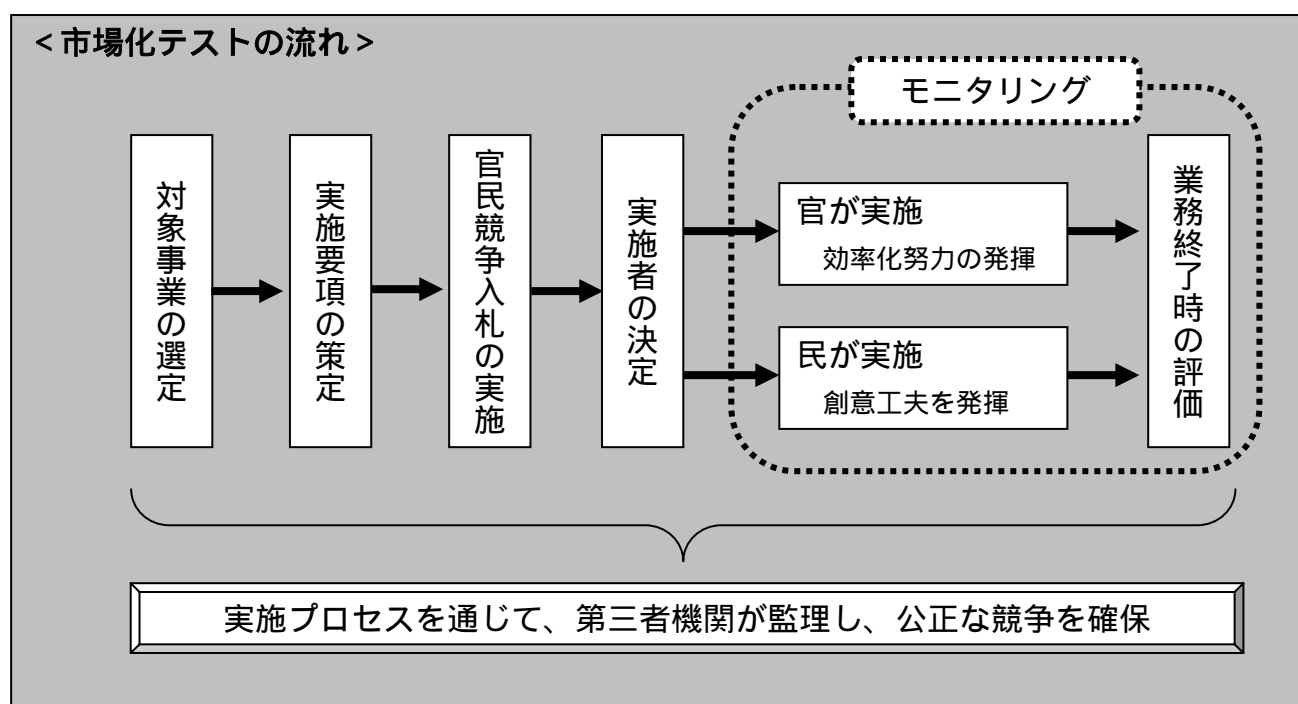 <市場化テストの流れ>
モニタリング
対象事業の選定
実施要項の策定
官民競争入札の実施
実施者の決定
官が実施
効率化努力の発揮
民が実施
創意工夫を発揮
業務終了時の評価
実施プロセスを通じて、第三者機関が監理し、公正な競争を確保